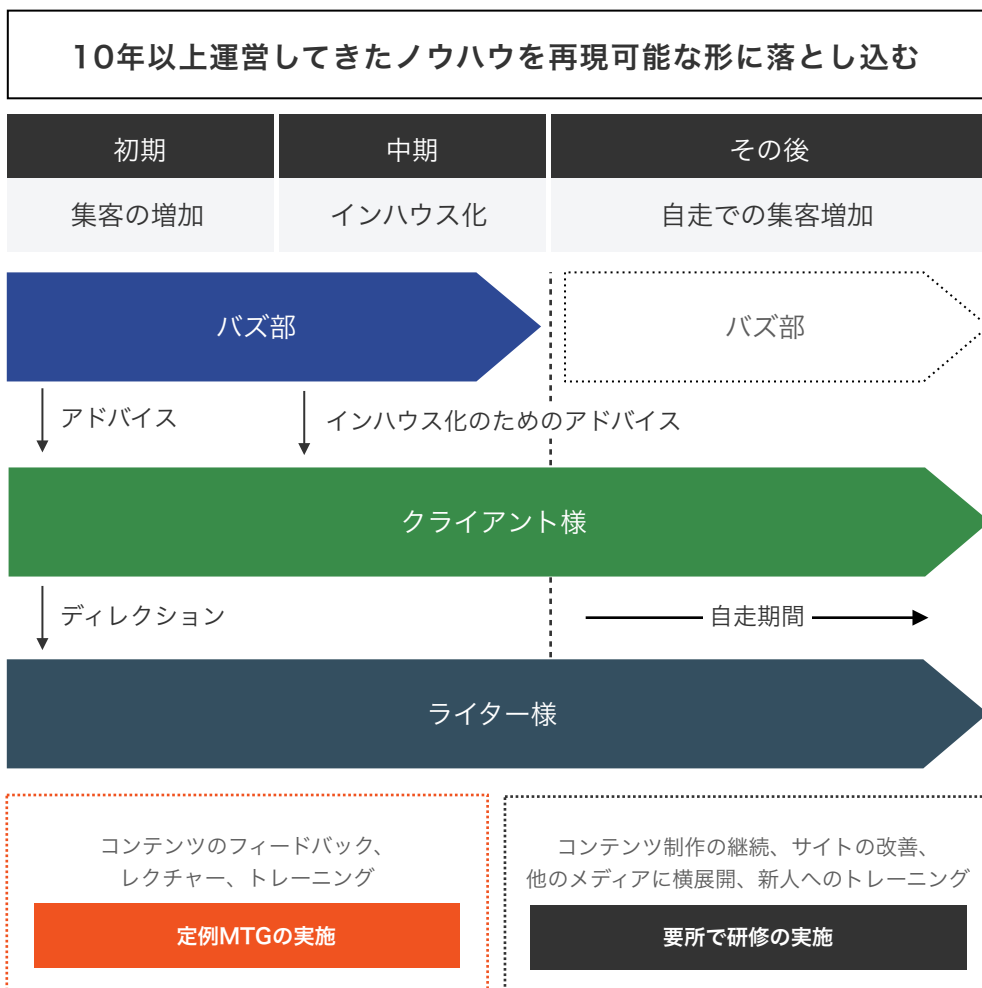 10年以上運営してきたノウハウを再現可能な形に落とし込む
初期
中期
その後
集客の増加
インハウス化
自走での集客増加
バズ部
バズ部
アドバイス
インハウス化のためのアドバイス
クライアント様
ディレクション
自走期間
ライター様
コンテンツのフィードバック、
レクチャー、トレーニング
定例MTGの実施
コンテンツ制作の継続、サイトの改善、
他のメディアに横展開、新人へのトレーニング
要所で研修の実施